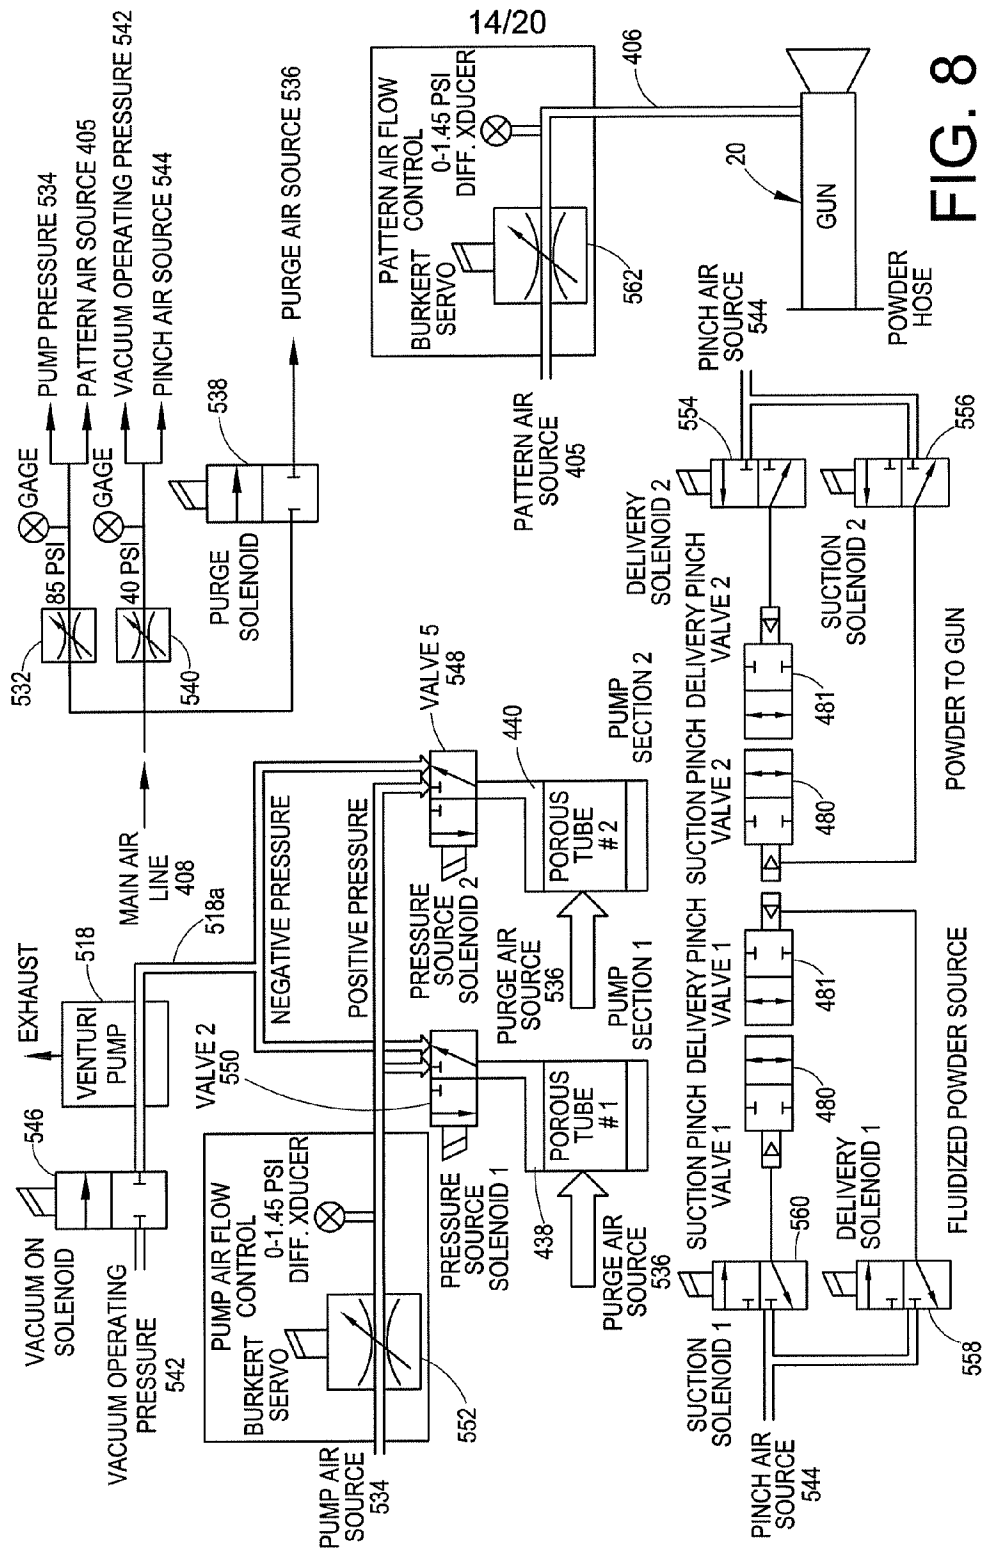 14/20
MAIN AIR
LINE
408
532
85 PSI
GAGE
PUMP PRESSURE 534
PATTERN AIR SOURCE 405
540
40 PSI
GAGE
VACUUM OPERATING PRESSURE 542
PINCH AIR SOURCE 544
PURGE
SOLENOID
538
PURGE AIR SOURCE 536
VACUUM ON
SOLENOID
546
VACUUM OPERATING
PRESSURE
542
EXHAUST
518
VENTURI
PUMP
518a
NEGATIVE PRESSURE
POSITIVE PRESSURE
PUMP AIR FLOW
CONTROL
BURKERT
SERVO
0-1.45 PSI
DIFF. XDUCER
552
PUMP AIR
SOURCE
534
VALVE 2
550
PRESSURE
SOURCE
SOLENOID 1
VALVE 5
548
PRESSURE
SOURCE
SOLENOID 2
438
POROUS
TUBE
# 1
PURGE AIR
SOURCE
536
PUMP
SECTION 1
440
POROUS
TUBE
# 2
PURGE AIR
SOURCE
536
PUMP
SECTION 2
PATTERN AIR FLOW
CONTROL
BURKERT
SERVO
0-1.45 PSI
DIFF. XDUCER
562
PATTERN AIR
SOURCE
405
406
20
GUN
POWDER
HOSE
SUCTION
SOLENOID 1
560
SUCTION PINCH
VALVE 1
DELIVERY PINCH
VALVE 1
SUCTION PINCH
VALVE 2
DELIVERY PINCH
VALVE 2
DELIVERY
SOLENOID 2
554
PINCH AIR
SOURCE
544
480
481
480
481
PINCH AIR
SOURCE
544
DELIVERY
SOLENOID 1
558
SUCTION
SOLENOID 2
556
FLUIDIZED POWDER SOURCE
POWDER TO GUN
FIG. 8